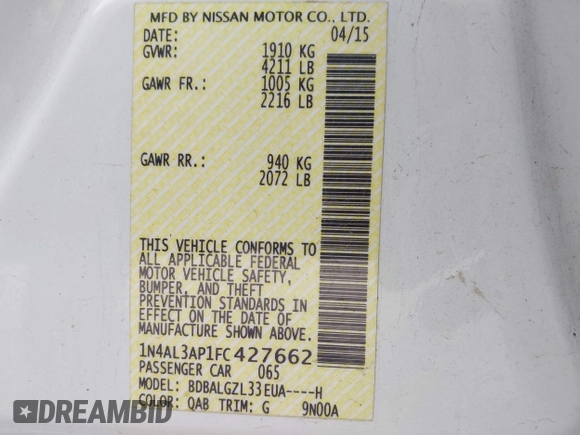 MFD BY NISSAN MOTOR CO., LTD.
DATE: 04/15
GVWR: 1910 KG
4211 LB
GAWR FR.: 1005 KG
2216 LB
GAWR RR.: 940 KG
2072 LB
THIS VEHICLE CONFORMS TO
ALL APPLICABLE FEDERAL
MOTOR VEHICLE SAFETY,
BUMPER, AND THEFT
PREVENTION STANDARDS IN
EFFECT ON THE DATE OF
MANUFACTURE SHOWN ABOVE.
1N4AL3AP1FC427662
PASSENGER CAR 065
MODEL: BDBALGZL33EUA----H
COLOR: QAB TRIM: G 9N00A
DREAMBID